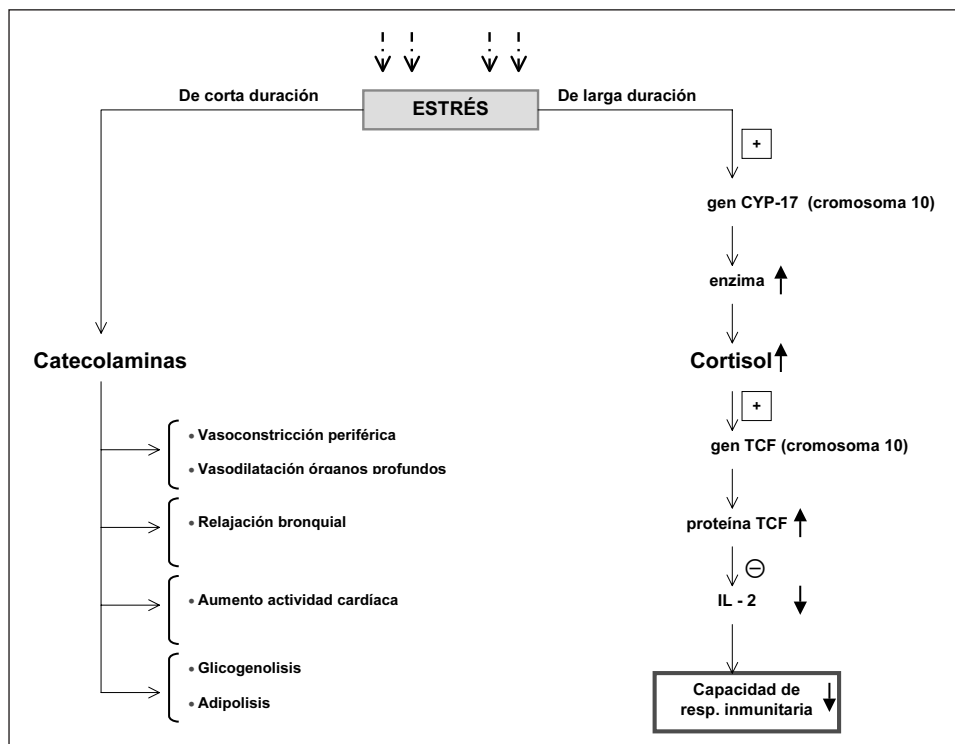 ESTRÉS
De corta duración
De larga duración
+
gen CYP-17 (cromosoma 10)
enzima
Catecolaminas
Cortisol
+
• Vasoconstricción periférica
• Vasodilatación órganos profundos
gen TCF (cromosoma 10)
• Relajación bronquial
proteína TCF
−
• Aumento actividad cardíaca
IL - 2
• Glicogenolisis
• Adipolisis
Capacidad de
resp. inmunitaria